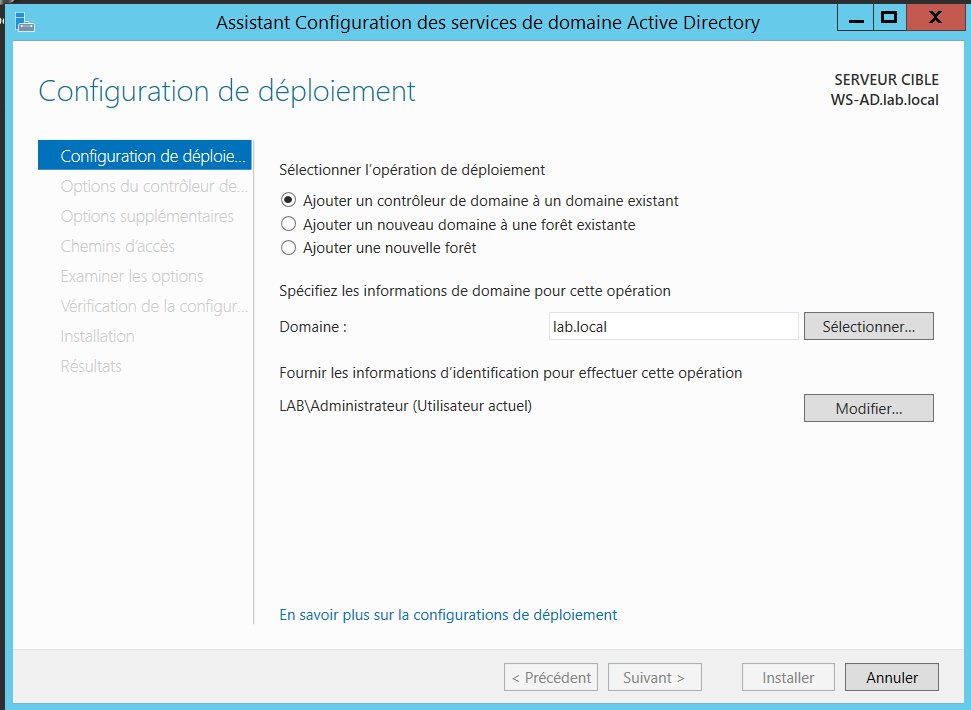 Assistant Configuration des services de domaine Active Directory
Configuration de déploiement
SERVEUR CIBLE
WS-AD.lab.local
Configuration de déploie...
Options du contrôleur de...
Options supplémentaires
Chemins d'accès
Examiner les options
Vérification de la configur...
Installation
Résultats
Sélectionner l'opération de déploiement
Ajouter un contrôleur de domaine à un domaine existant
Ajouter un nouveau domaine à une forêt existante
Ajouter une nouvelle forêt
Spécifiez les informations de domaine pour cette opération
Domaine :
lab.local
Sélectionner...
Fournir les informations d'identification pour effectuer cette opération
LAB\Administrateur (Utilisateur actuel)
Modifier...
En savoir plus sur la configurations de déploiement
< Précédent
Suivant >
Installer
Annuler